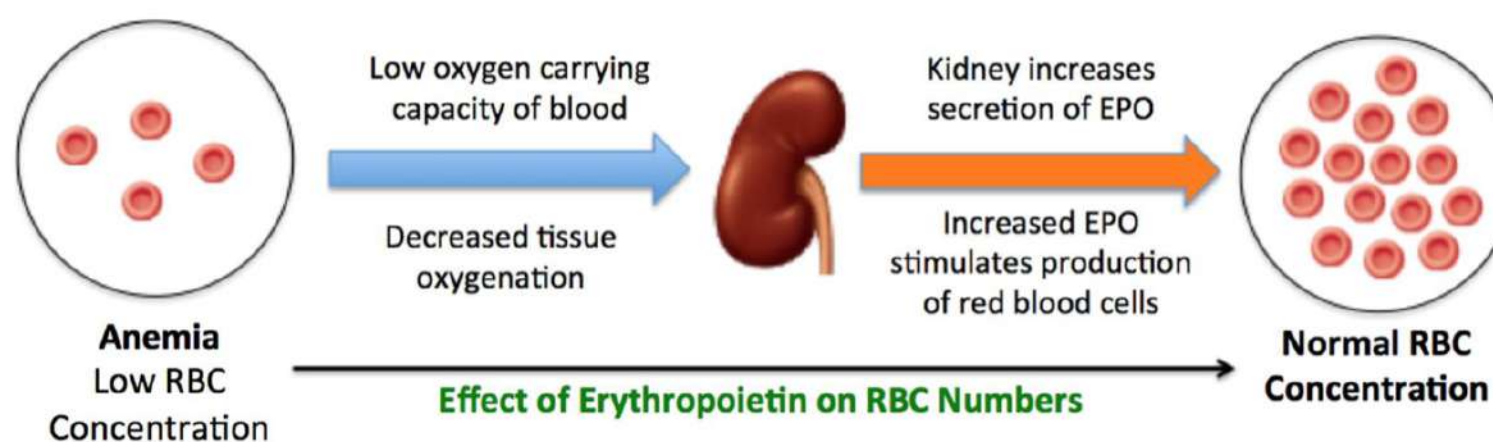 Low oxygen carrying
capacity of blood
Decreased tissue
oxygenation
Kidney increases
secretion of EPO
Increased EPO
stimulates production
of red blood cells
Anemia
Low RBC
Concentration
Effect of Erythropoietin on RBC Numbers
Normal RBC
Concentration